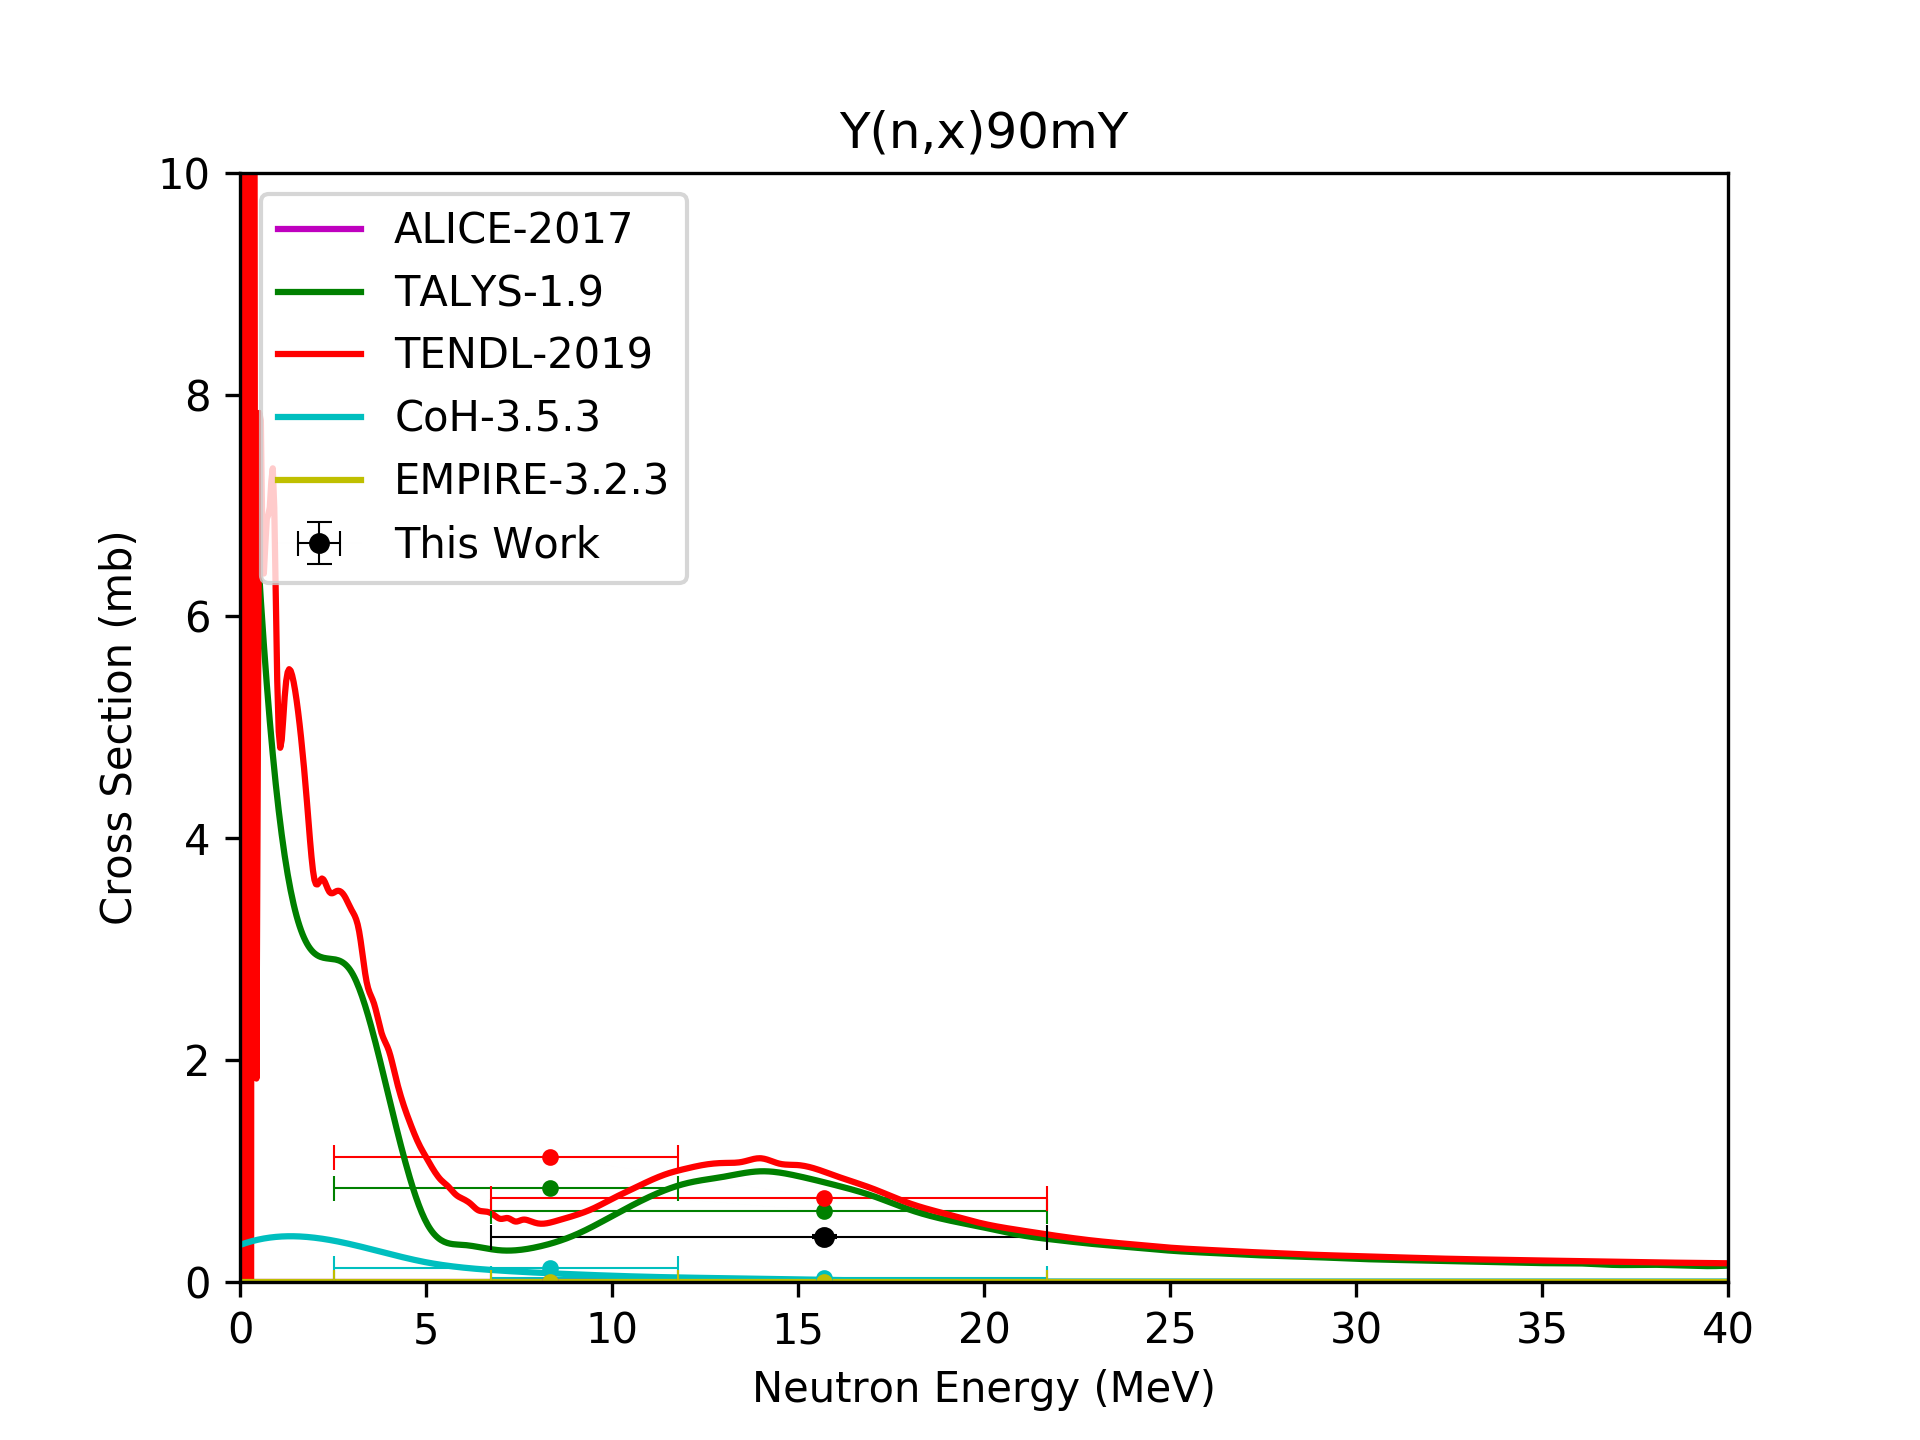 Y(n,x)90mY
10
8
6
4
2
0
Cross Section (mb)
ALICE-2017
TALYS-1.9
TENDL-2019
CoH-3.5.3
EMPIRE-3.2.3
This Work
0 5 10 15 20 25 30 35 40
Neutron Energy (MeV)